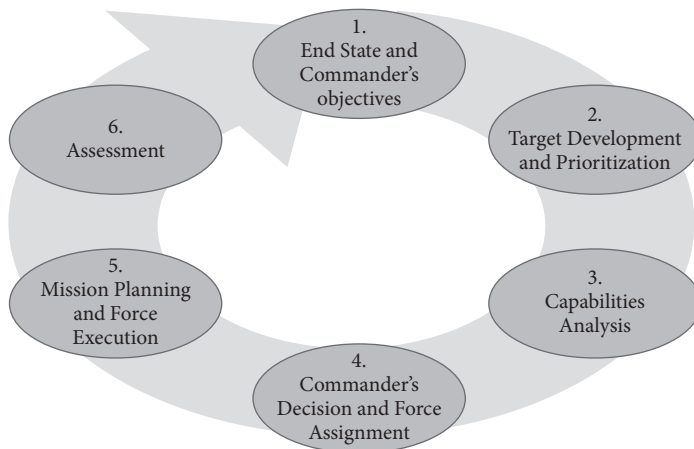 1.
End State and
Commander’s
objectives
2.
Target Development
and Prioritization
3.
Capabilities
Analysis
4.
Commander’s
Decision and Force
Assignment
5.
Mission Planning
and Force
Execution
6.
Assessment